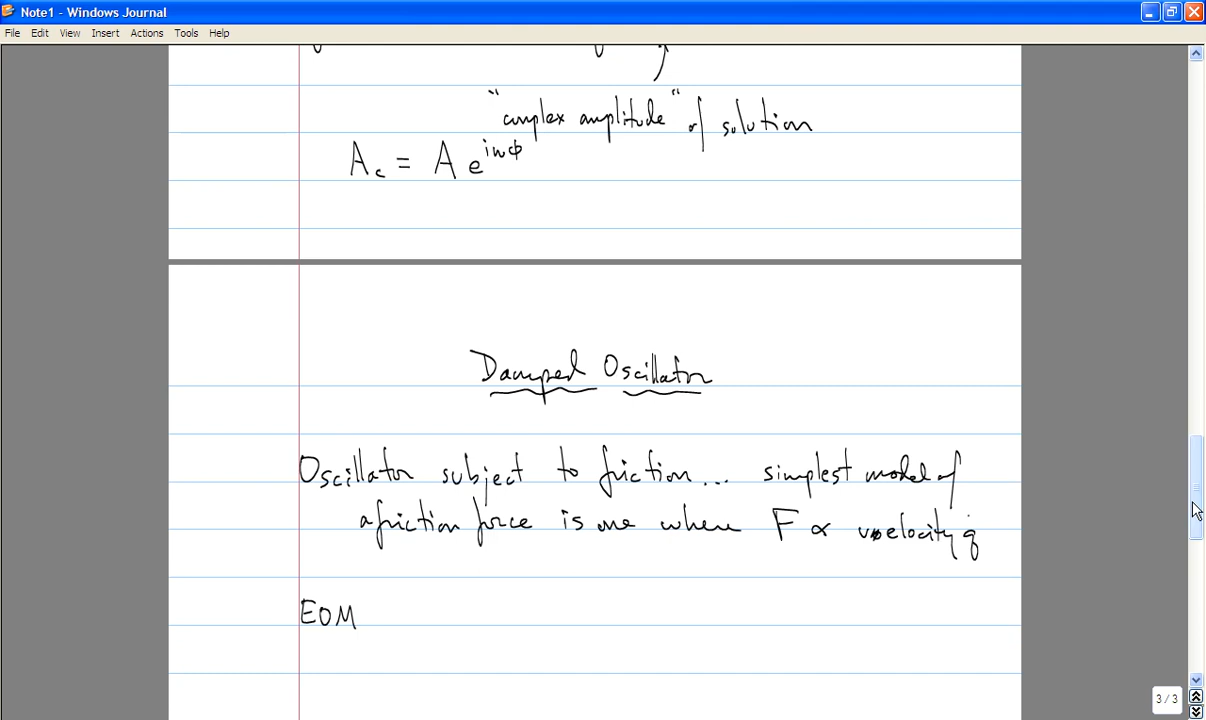 Note1 - Windows Journal
File Edit View Insert Actions Tools Help
"complex amplitude" of solution
A_c = A e^{iωϕ}
Damped Oscillator
Oscillator subject to friction... simplest model of
a friction force is one where F ∝ velocity q̇
EOM
3 / 3